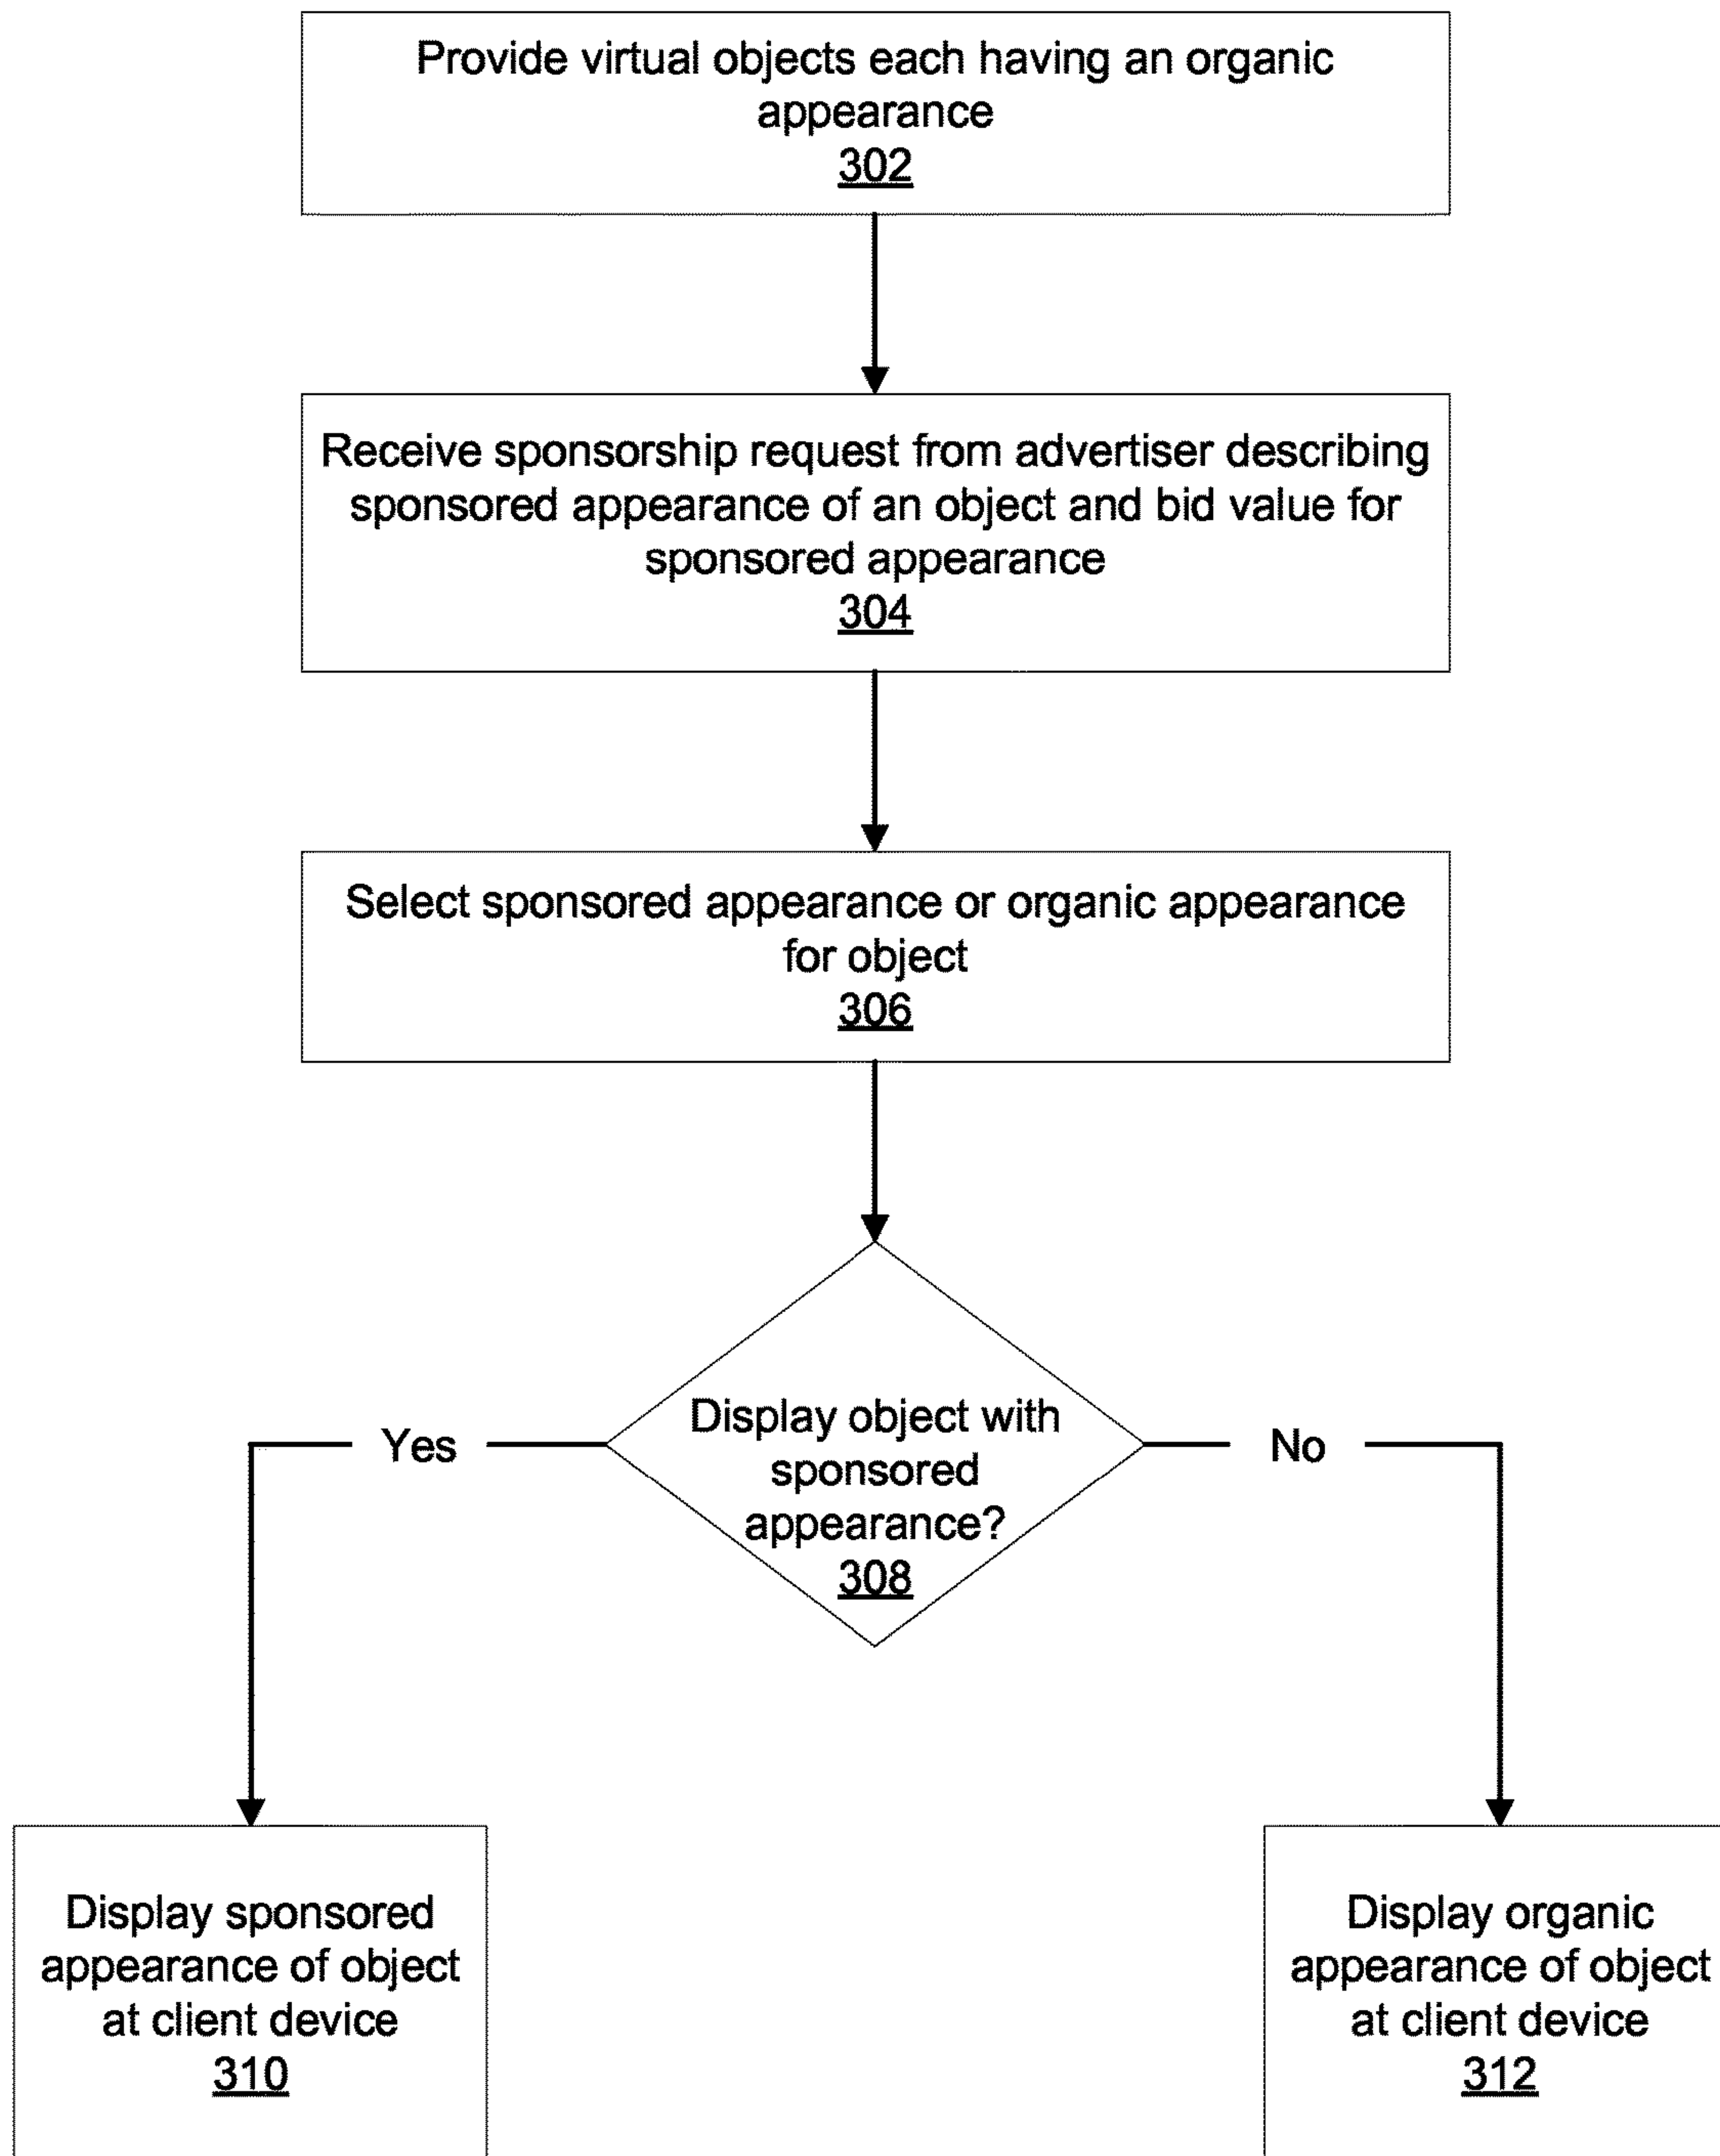 Provide virtual objects each having an organic
appearance
302
Receive sponsorship request from advertiser describing
sponsored appearance of an object and bid value for
sponsored appearance
304
Select sponsored appearance or organic appearance
for object
306
Display object with
sponsored
appearance?
308
Yes
No
Display sponsored
appearance of object
at client device
310
Display organic
appearance of object
at client device
312